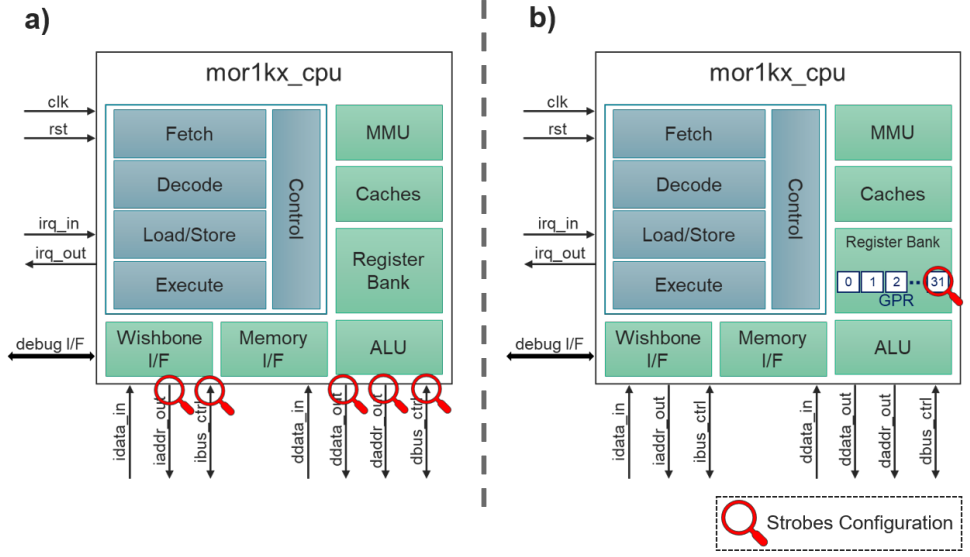 a)
mor1kx_cpu
clk
rst
irq_in
irq_out
debug I/F
Fetch
Decode
Load/Store
Execute
Control
MMU
Caches
Register
Bank
Wishbone
I/F
Memory
I/F
ALU
idata_in
iaddr_out
ibus_ctrl
ddata_in
ddata_out
daddr_out
dbus_ctrl
b)
mor1kx_cpu
clk
rst
irq_in
irq_out
debug I/F
Fetch
Decode
Load/Store
Execute
Control
MMU
Caches
Register Bank
0 1 2 31
GPR
Wishbone
I/F
Memory
I/F
ALU
idata_in
iaddr_out
ibus_ctrl
ddata_in
ddata_out
daddr_out
dbus_ctrl
Strobes Configuration